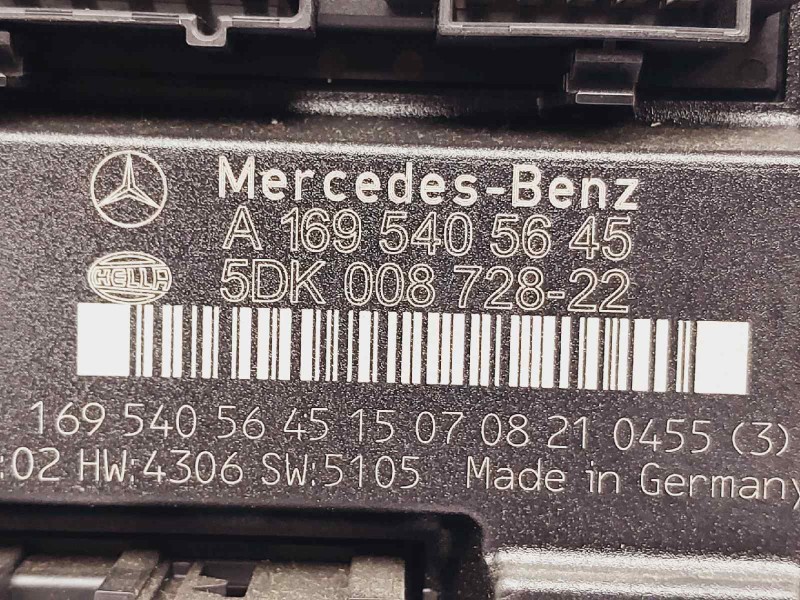 Mercedes-Benz
A 169 540 56 45
HELLA
5DK 008 728-22
169 540 56 45 15 07 08 21 0455 (3)
:02 HW:4306 SW:5105 Made in Germany